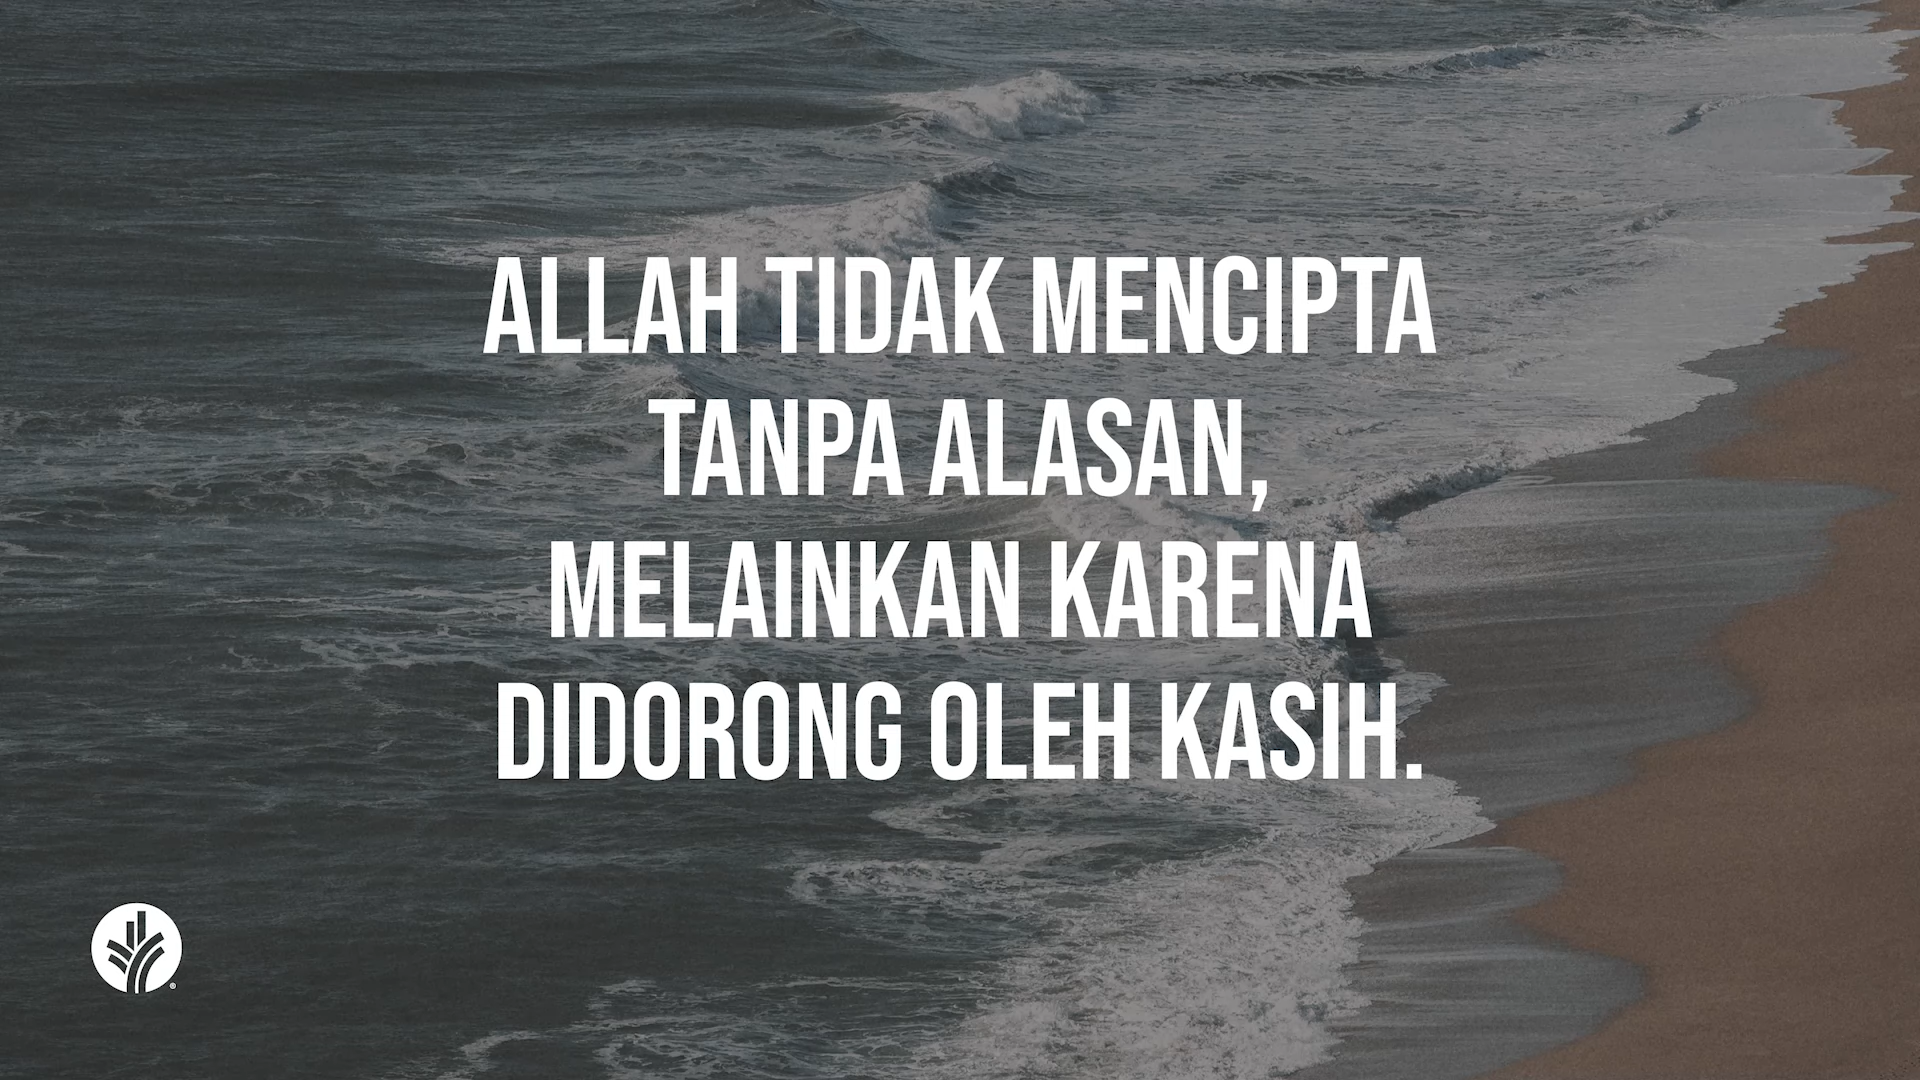 ALLAH TIDAK MENCIPTA
TANPA ALASAN,
MELAINKAN KARENA
DIDORONG OLEH KASIH.
®